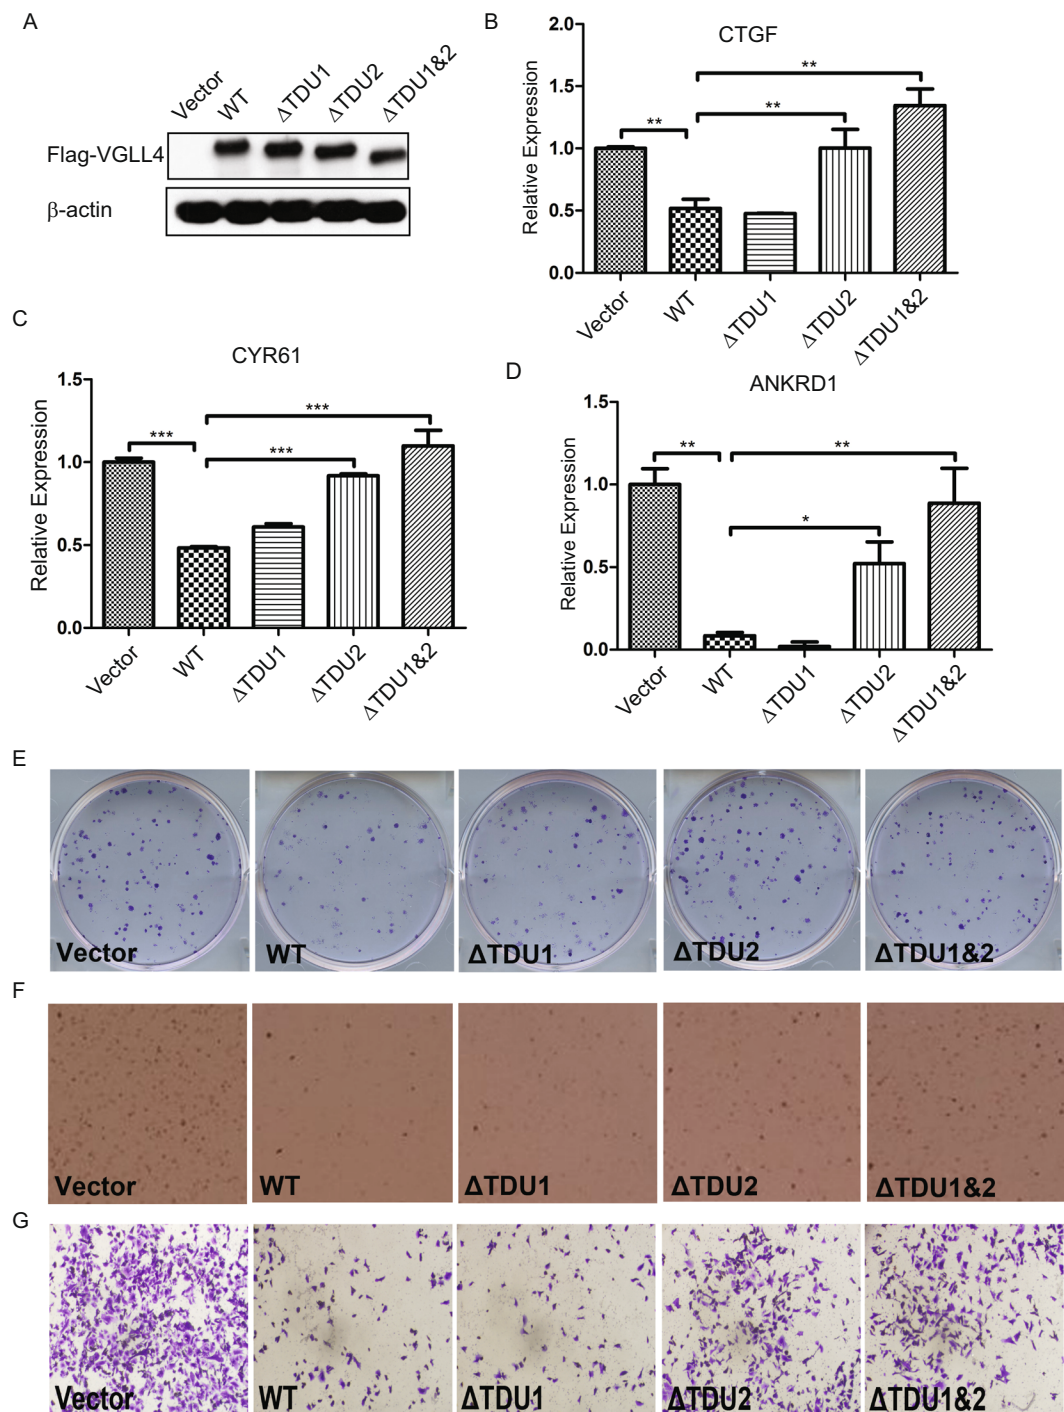 A
Vector
WT
ΔTDU1
ΔTDU2
ΔTDU1&2
Flag-VGLL4
β-actin
B
CTGF
Relative Expression
2.0
1.5
1.0
0.5
0.0
**
**
**
Vector
WT
ΔTDU1
ΔTDU2
ΔTDU1&2
C
CYR61
Relative Expression
1.5
1.0
0.5
0.0
***
***
***
Vector
WT
ΔTDU1
ΔTDU2
ΔTDU1&2
D
ANKRD1
Relative Expression
1.5
1.0
0.5
0.0
**
**
*
Vector
WT
ΔTDU1
ΔTDU2
ΔTDU1&2
E
Vector
WT
ΔTDU1
ΔTDU2
ΔTDU1&2
F
Vector
WT
ΔTDU1
ΔTDU2
ΔTDU1&2
G
Vector
WT
ΔTDU1
ΔTDU2
ΔTDU1&2